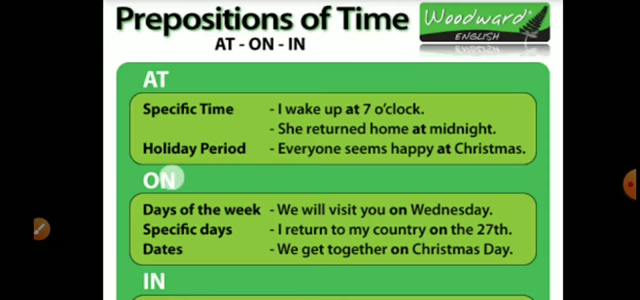 Prepositions of Time
AT - ON - IN
Woodward
ENGLISH
AT
Specific Time - I wake up at 7 o'clock.
- She returned home at midnight.
Holiday Period - Everyone seems happy at Christmas.
ON
Days of the week - We will visit you on Wednesday.
Specific days - I return to my country on the 27th.
Dates - We get together on Christmas Day.
IN